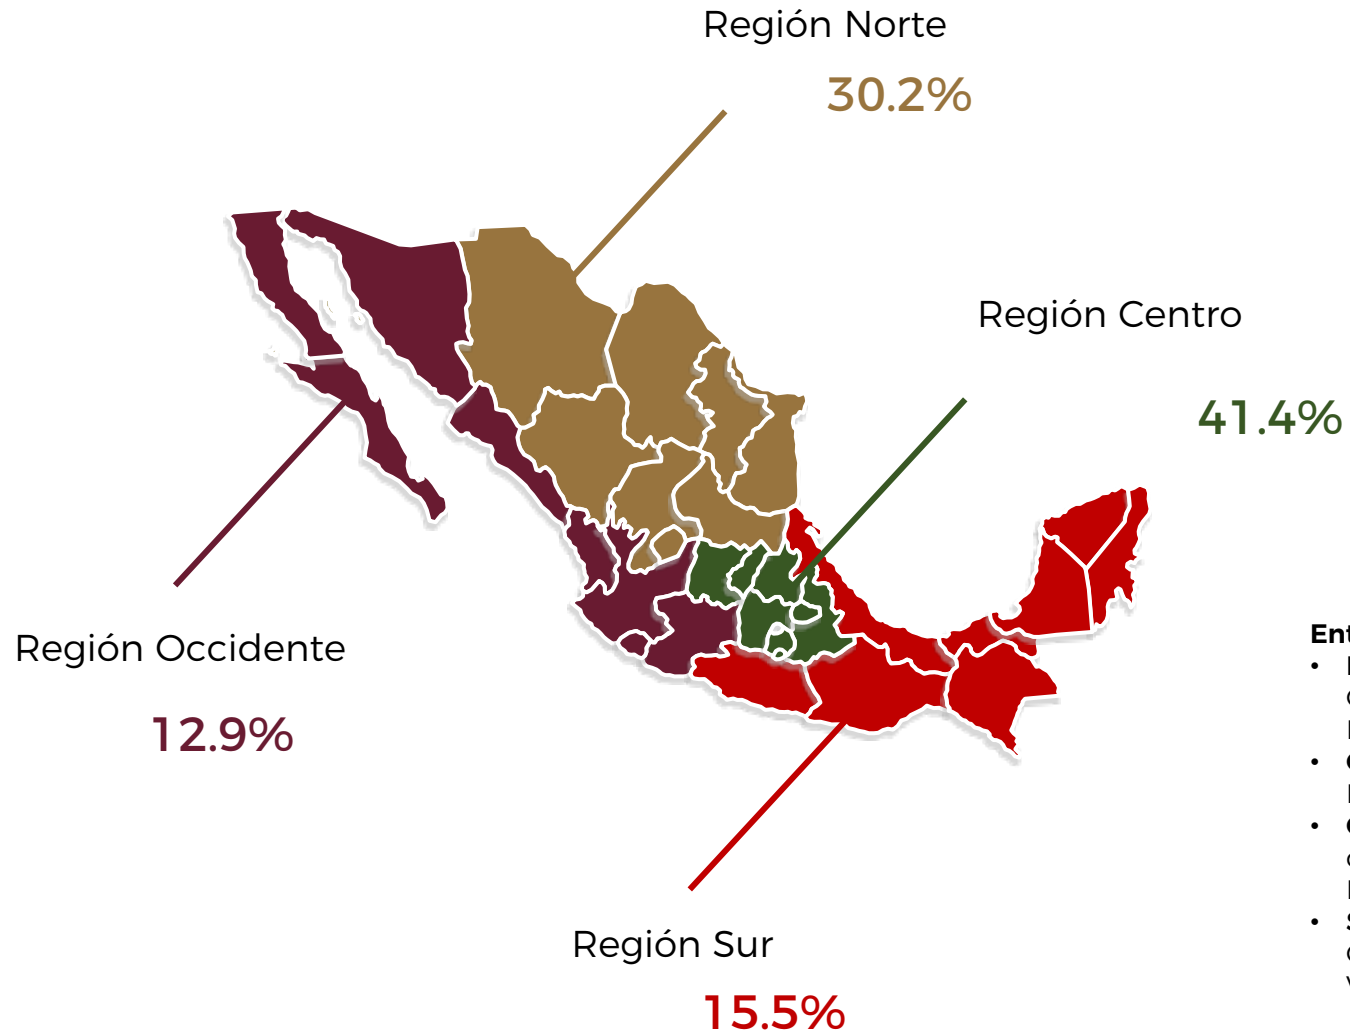 Región Norte
30.2%
Región Centro
41.4%
Región Occidente
12.9%
Región Sur
15.5%